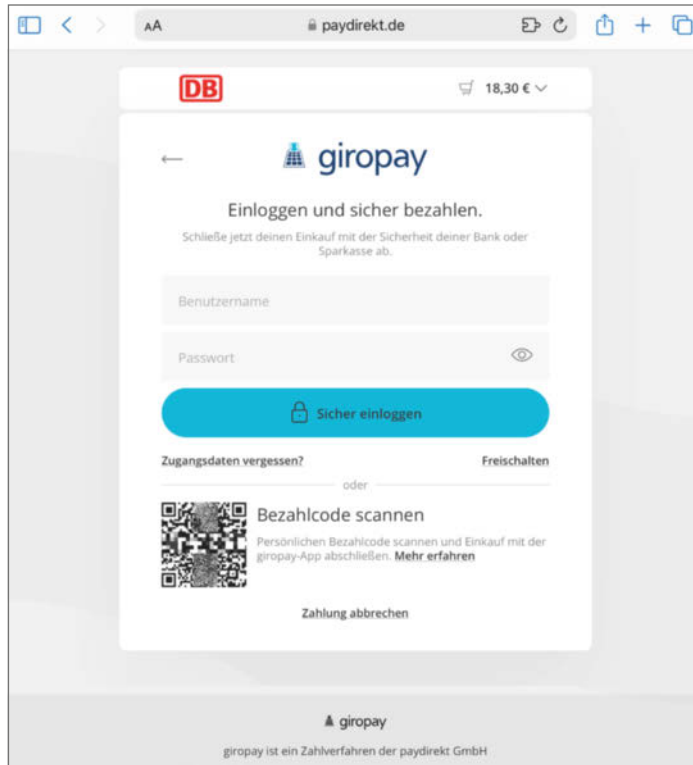 AA
paydirekt.de
DB
18,30 €
giropay
Einloggen und sicher bezahlen.
Schließe jetzt deinen Einkauf mit der Sicherheit deiner Bank oder
Sparkasse ab.
Benutzername
Passwort
Sicher einloggen
Zugangsdaten vergessen?
Freischalten
oder
Bezahlcode scannen
Persönlichen Bezahlcode scannen und Einkauf mit der
giropay-App abschließen. Mehr erfahren
Zahlung abbrechen
giropay
giropay ist ein Zahlverfahren der paydirekt GmbH